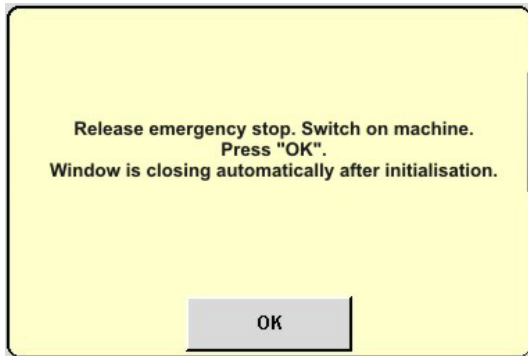 Release emergency stop. Switch on machine.
Press "OK".
Window is closing automatically after initialisation.
OK